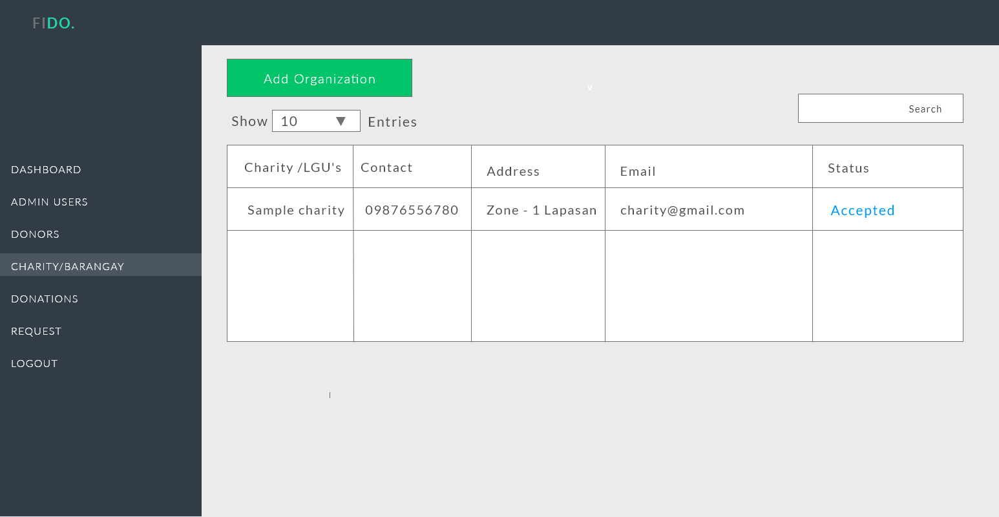 FIDO.
Add Organization
v
Search
Show 10 ▼ Entries
Charity /LGU's Contact Address Email Status
Sample charity 09876556780 Zone - 1 Lapasan charity@gmail.com Accepted
DASHBOARD
ADMIN USERS
DONORS
CHARITY/BARANGAY
DONATIONS
REQUEST
LOGOUT